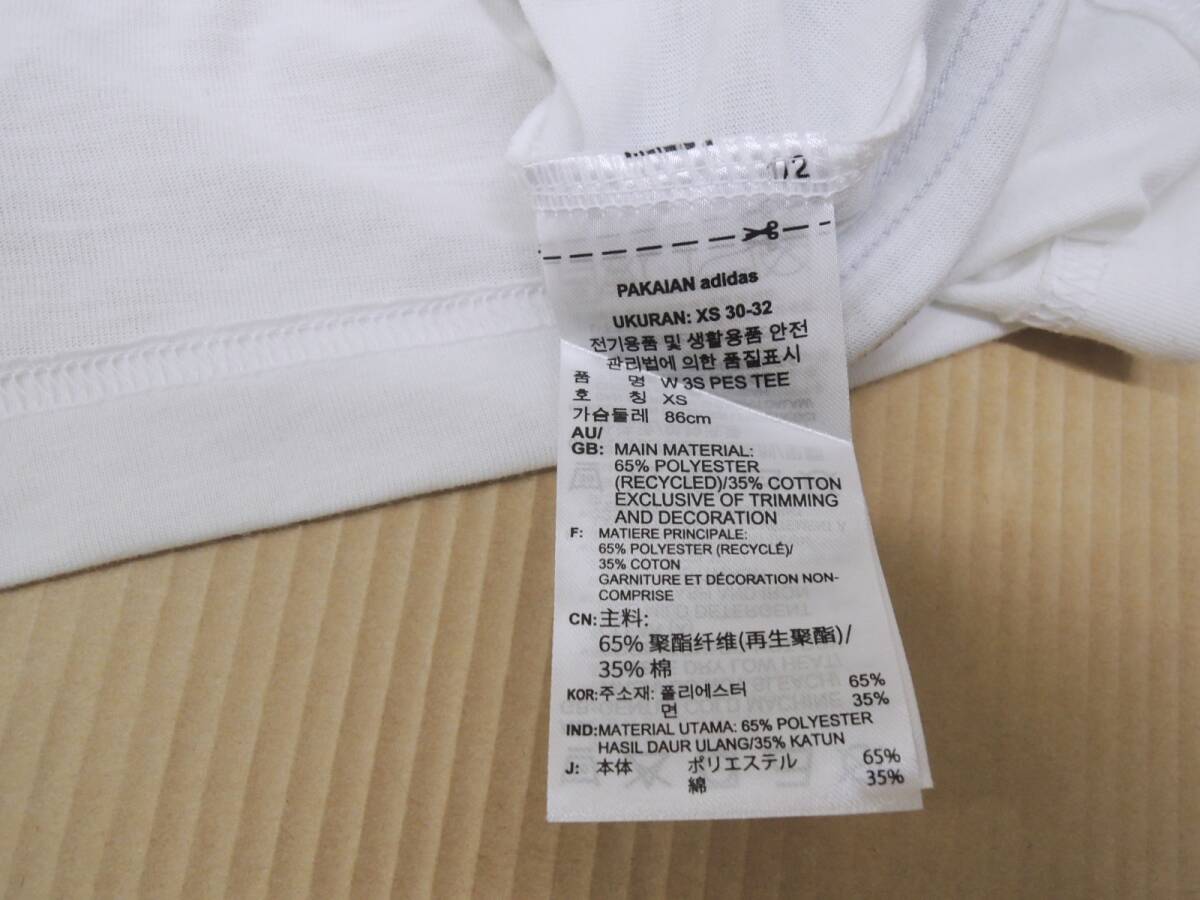 1/2
PAKAIAN adidas
UKURAN: XS 30-32
전기용품 및 생활용품 안전
관리법에 의한 품질표시
품 명 W 3S PES TEE
호 칭 XS
가슴둘레 86cm
AU/
GB: MAIN MATERIAL:
65% POLYESTER
(RECYCLED)/35% COTTON
EXCLUSIVE OF TRIMMING
AND DECORATION
F: MATIERE PRINCIPALE:
65% POLYESTER (RECYCLÉ)/
35% COTON
GARNITURE ET DÉCORATION NON-
COMPRISE
CN: 主料:
65% 聚酯纤维(再生聚酯)/
35% 棉
KOR: 주소재: 폴리에스터 65%
면 35%
IND: MATERIAL UTAMA: 65% POLYESTER
HASIL DAUR ULANG/35% KATUN
J: 本体 ポリエステル 65%
綿 35%